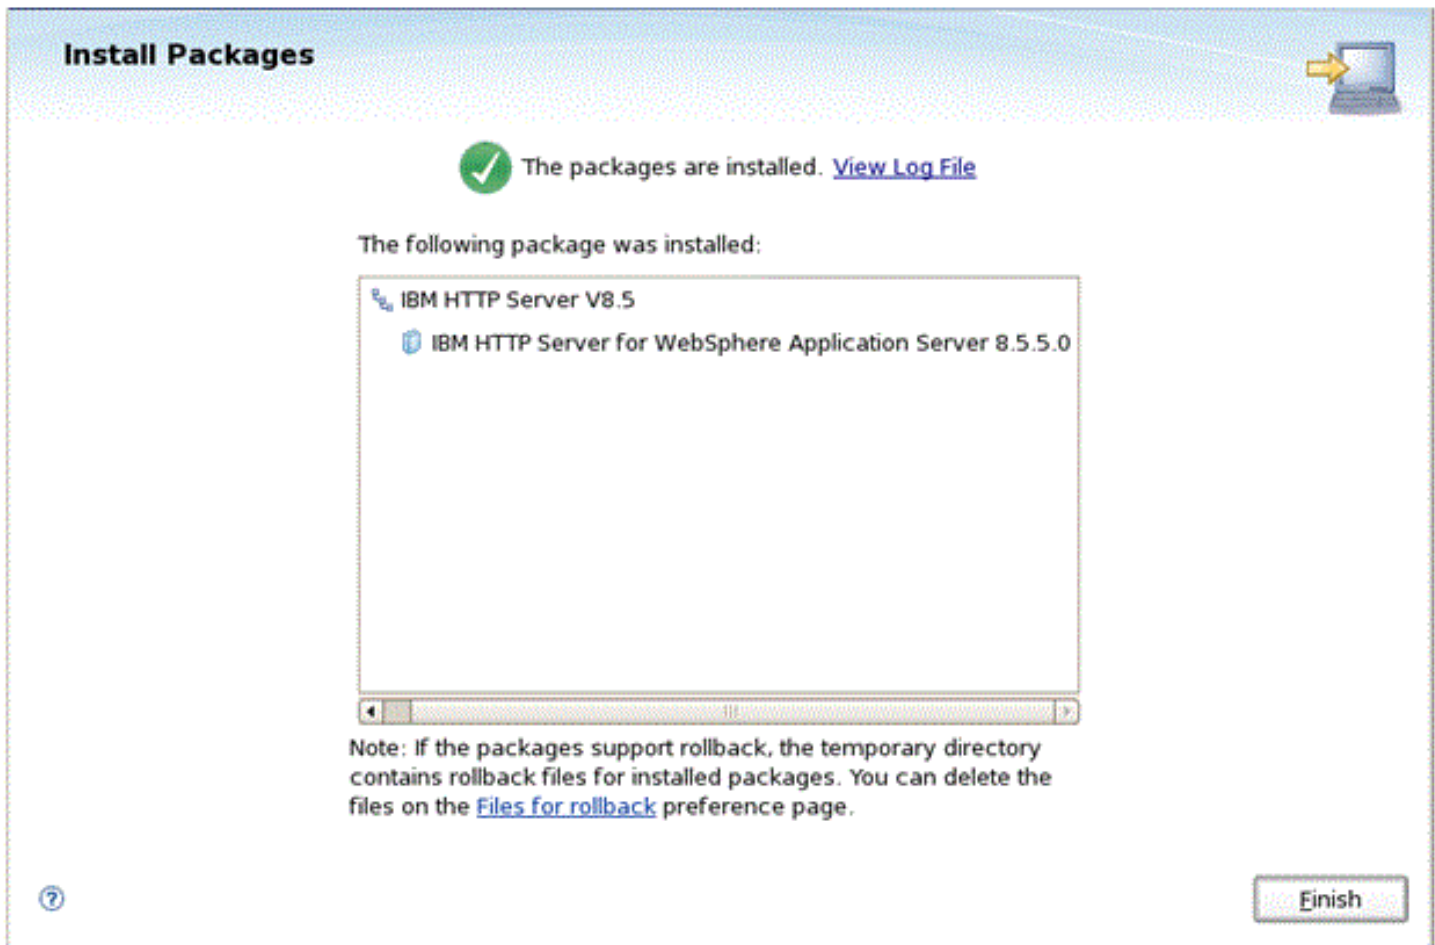 Install Packages
The packages are installed. View Log File
The following package was installed:
IBM HTTP Server V8.5
IBM HTTP Server for WebSphere Application Server 8.5.5.0
Note: If the packages support rollback, the temporary directory
contains rollback files for installed packages. You can delete the
files on the Files for rollback preference page.
?
Finish